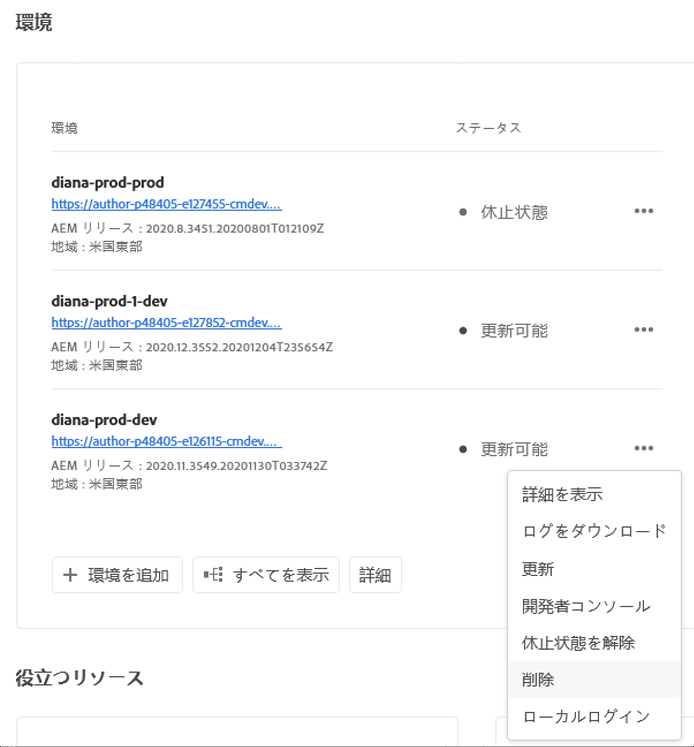 環境
環境 ステータス
diana-prod-prod
https://author-p48405-e127455-cmdev....
AEM リリース : 2020.8.3451.20200801T012109Z
地域 : 米国東部
休止状態 •••
diana-prod-1-dev
https://author-p48405-e127852-cmdev....
AEM リリース : 2020.12.3552.20201204T235654Z
地域 : 米国東部
更新可能 •••
diana-prod-dev
https://author-p48405-e126115-cmdev....
AEM リリース : 2020.11.3549.20201130T033742Z
地域 : 米国東部
更新可能 •••
詳細を表示
ログをダウンロード
更新
開発者コンソール
休止状態を解除
削除
ローカルログイン
+ 環境を追加 すべてを表示 詳細
役立つリソース